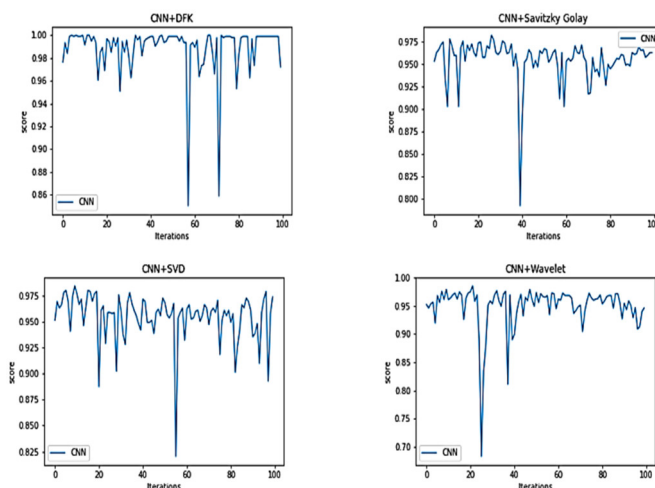 CNN+DFK
1.00
0.98
0.96
0.94
0.92
0.90
0.88
0.86
score
CNN
0 20 40 60 80 100
Iterations
CNN+Savitzky Golay
0.975
0.950
0.925
0.900
0.875
0.850
0.825
0.800
score
CNN
0 20 40 60 80 100
Iterations
CNN+SVD
0.975
0.950
0.925
0.900
0.875
0.850
0.825
score
CNN
0 20 40 60 80 100
Iterations
CNN+Wavelet
1.00
0.95
0.90
0.85
0.80
0.75
0.70
score
CNN
0 20 40 60 80 100
Iterations